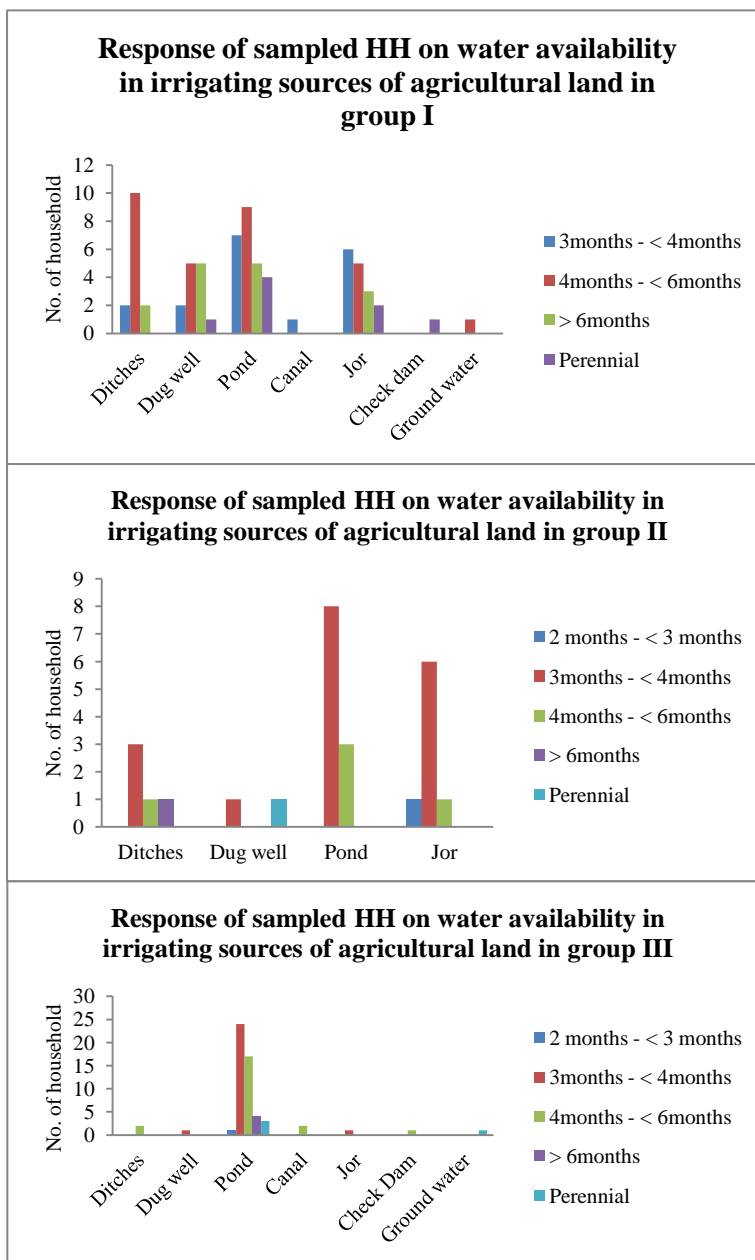 Response of sampled HH on water availability
in irrigating sources of agricultural land in
group I
No. of household
12
10
8
6
4
2
0
Ditches
Dug well
Pond
Canal
Jor
Check dam
Ground water
3months - < 4months
4months - < 6months
> 6months
Perennial
Response of sampled HH on water availability in
irrigating sources of agricultural land in group II
No. of household
9
8
7
6
5
4
3
2
1
0
Ditches
Dug well
Pond
Jor
2 months - < 3 months
3months - < 4months
4months - < 6months
> 6months
Perennial
Response of sampled HH on water availability in
irrigating sources of agricultural land in group III
No. of household
30
25
20
15
10
5
0
Ditches
Dug well
Pond
Canal
Jor
Check Dam
Ground water
2 months - < 3 months
3months - < 4months
4months - < 6months
> 6months
Perennial